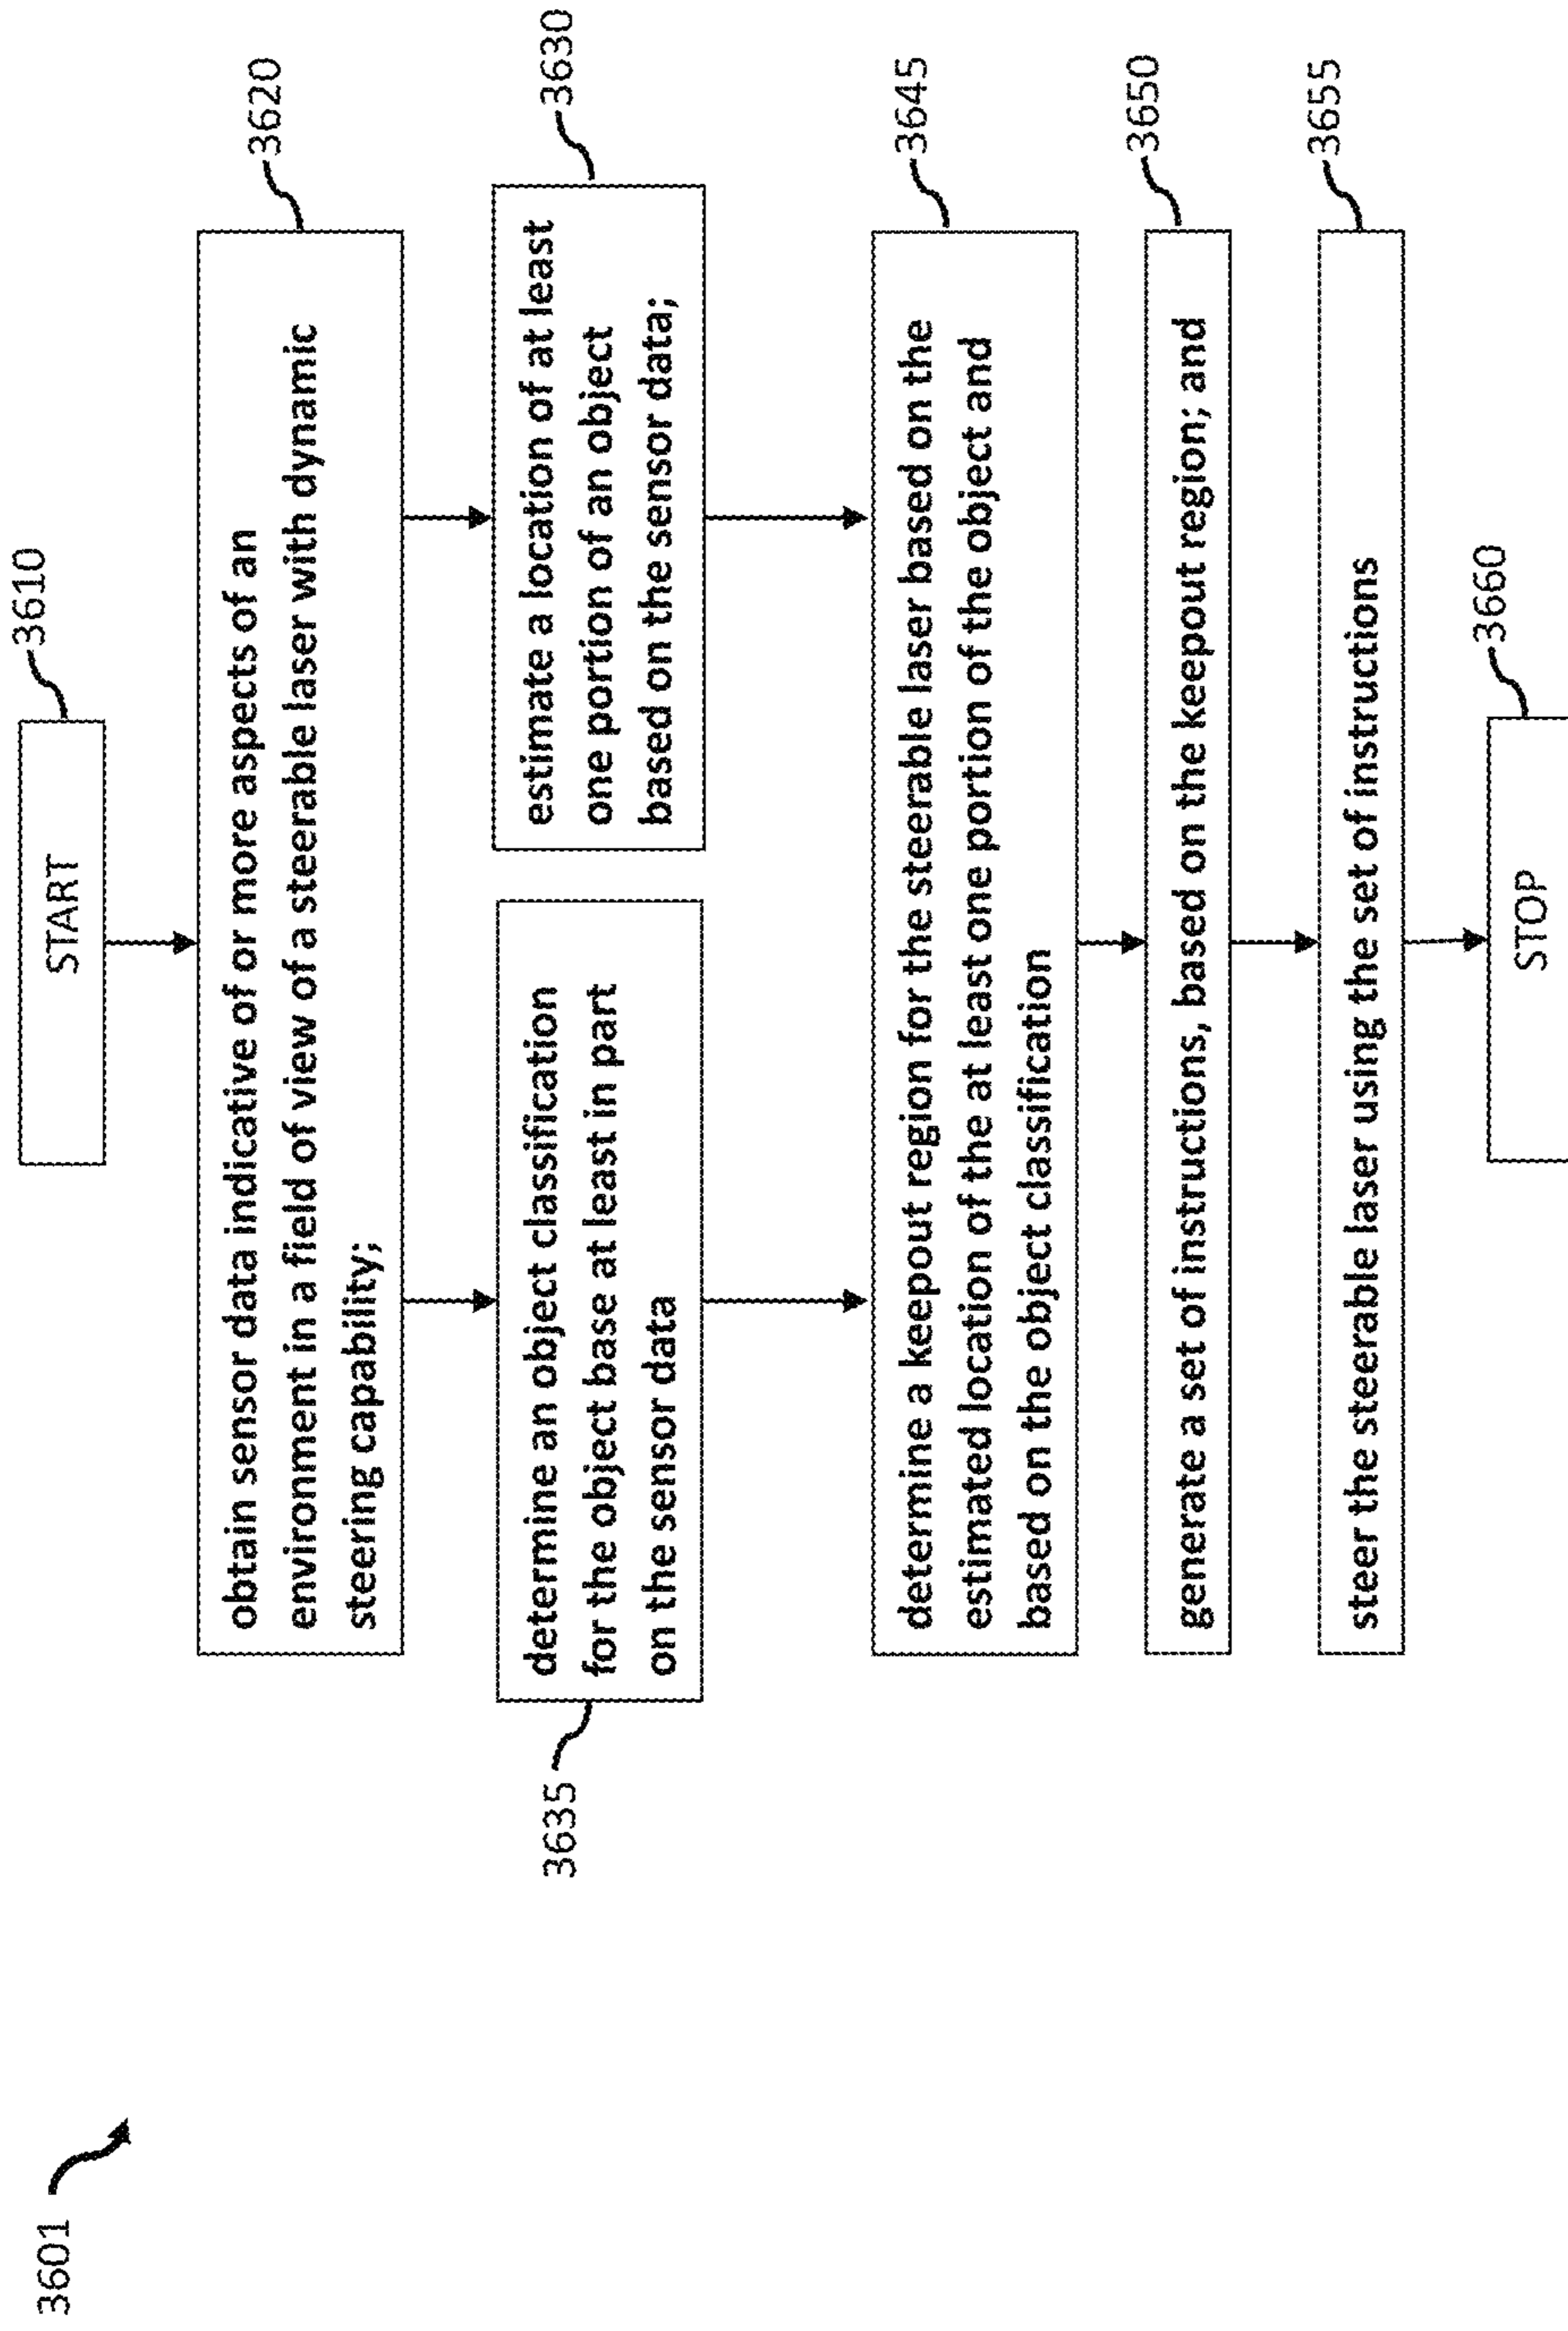 3601
START
3610
obtain sensor data indicative of or more aspects of an
environment in a field of view of a steerable laser with dynamic
steering capability;
3620
3635
determine an object classification
for the object base at least in part
on the sensor data
estimate a location of at least
one portion of an object
based on the sensor data;
3630
determine a keepout region for the steerable laser based on the
estimated location of the at least one portion of the object and
based on the object classification
3645
generate a set of instructions, based on the keepout region; and
3650
steer the steerable laser using the set of instructions
3655
STOP
3660